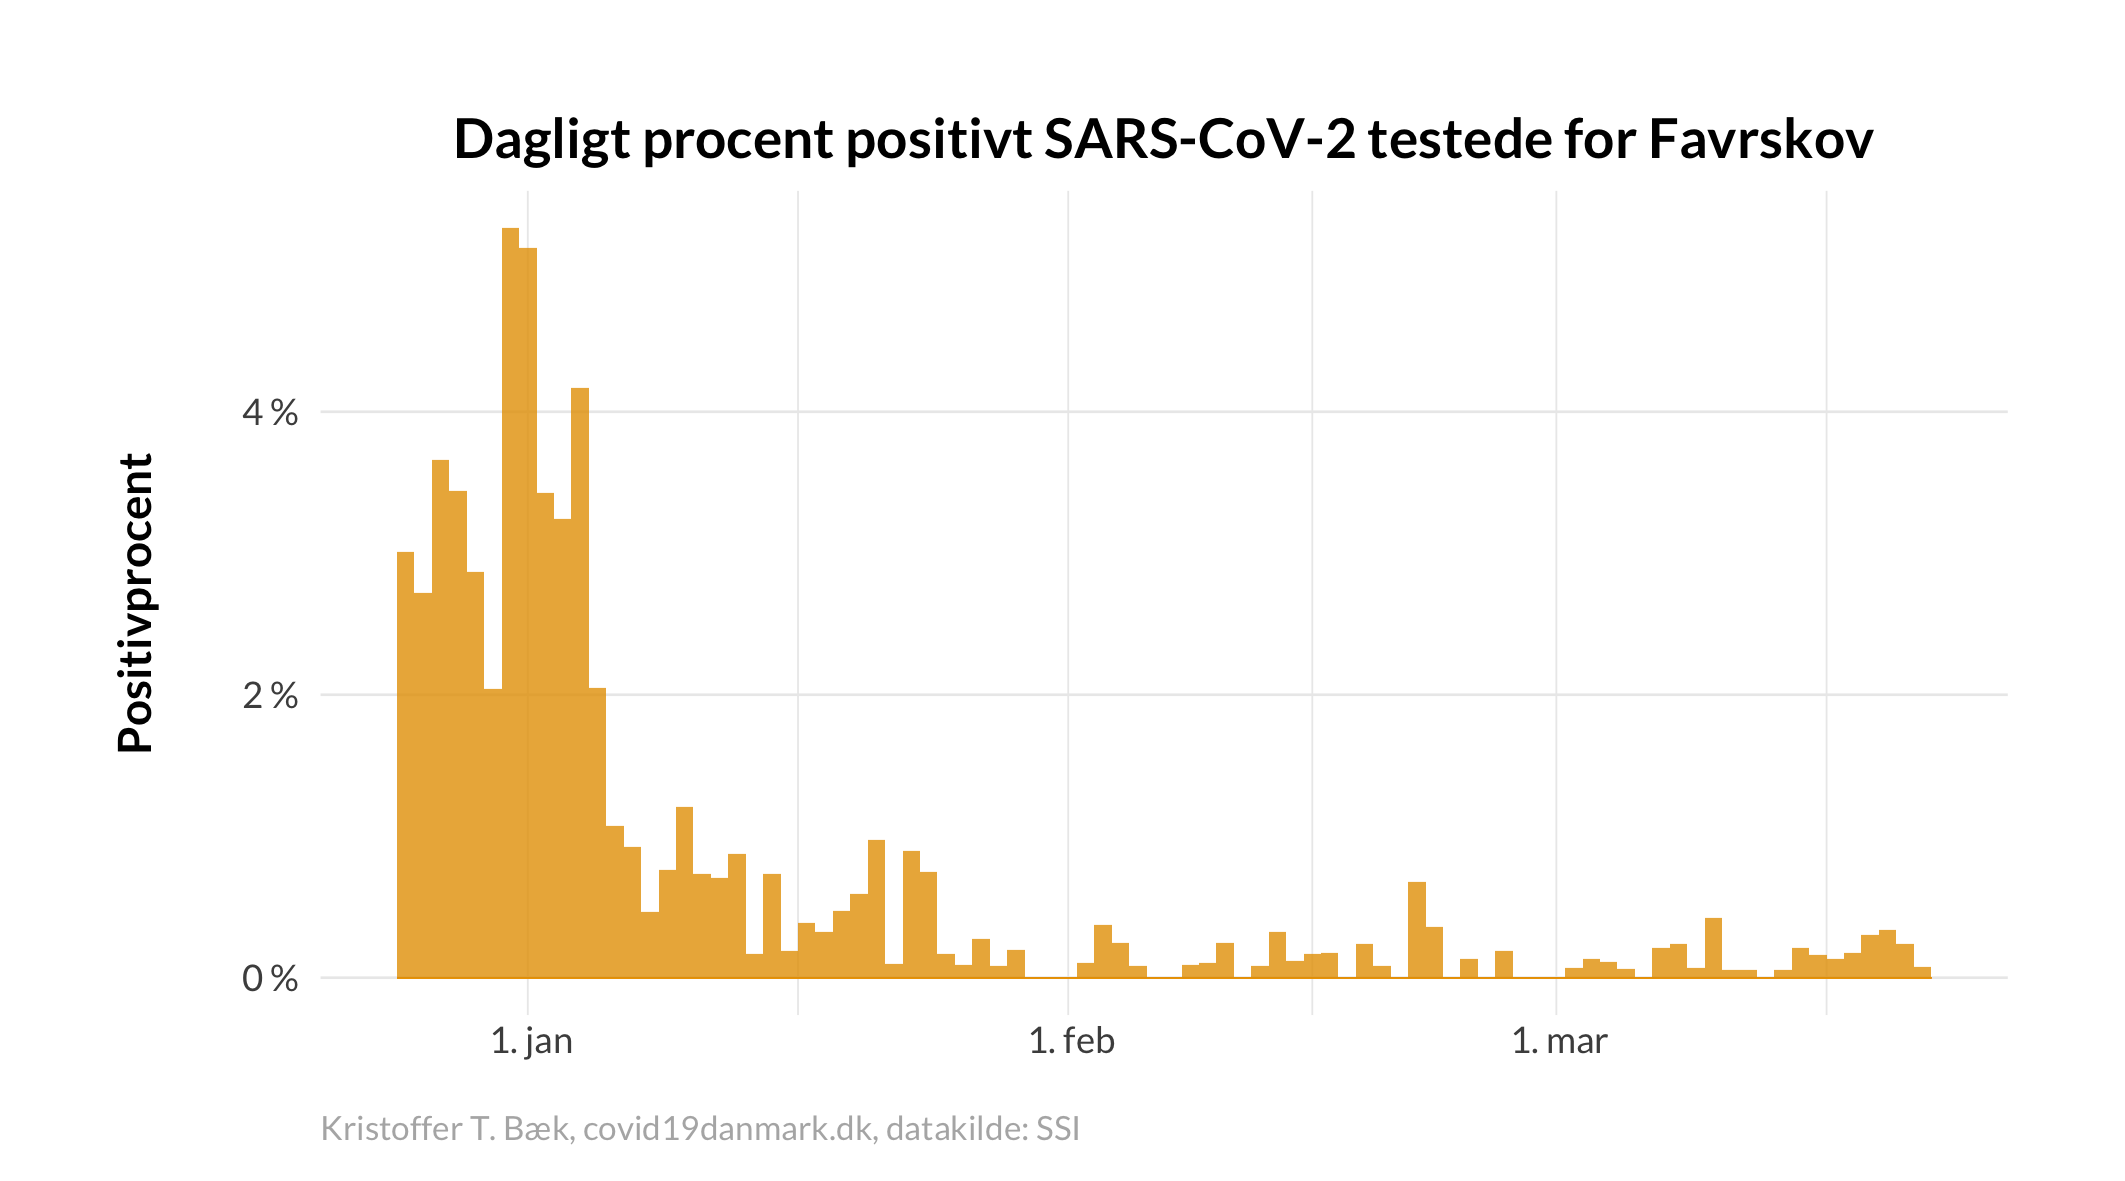 Dagligt procent positivt SARS-CoV-2 testede for Favrskov
Positivprocent
4 %
2 %
0 %
1. jan
1. feb
1. mar
Kristoffer T. Bæk, covid19danmark.dk, datakilde: SSI